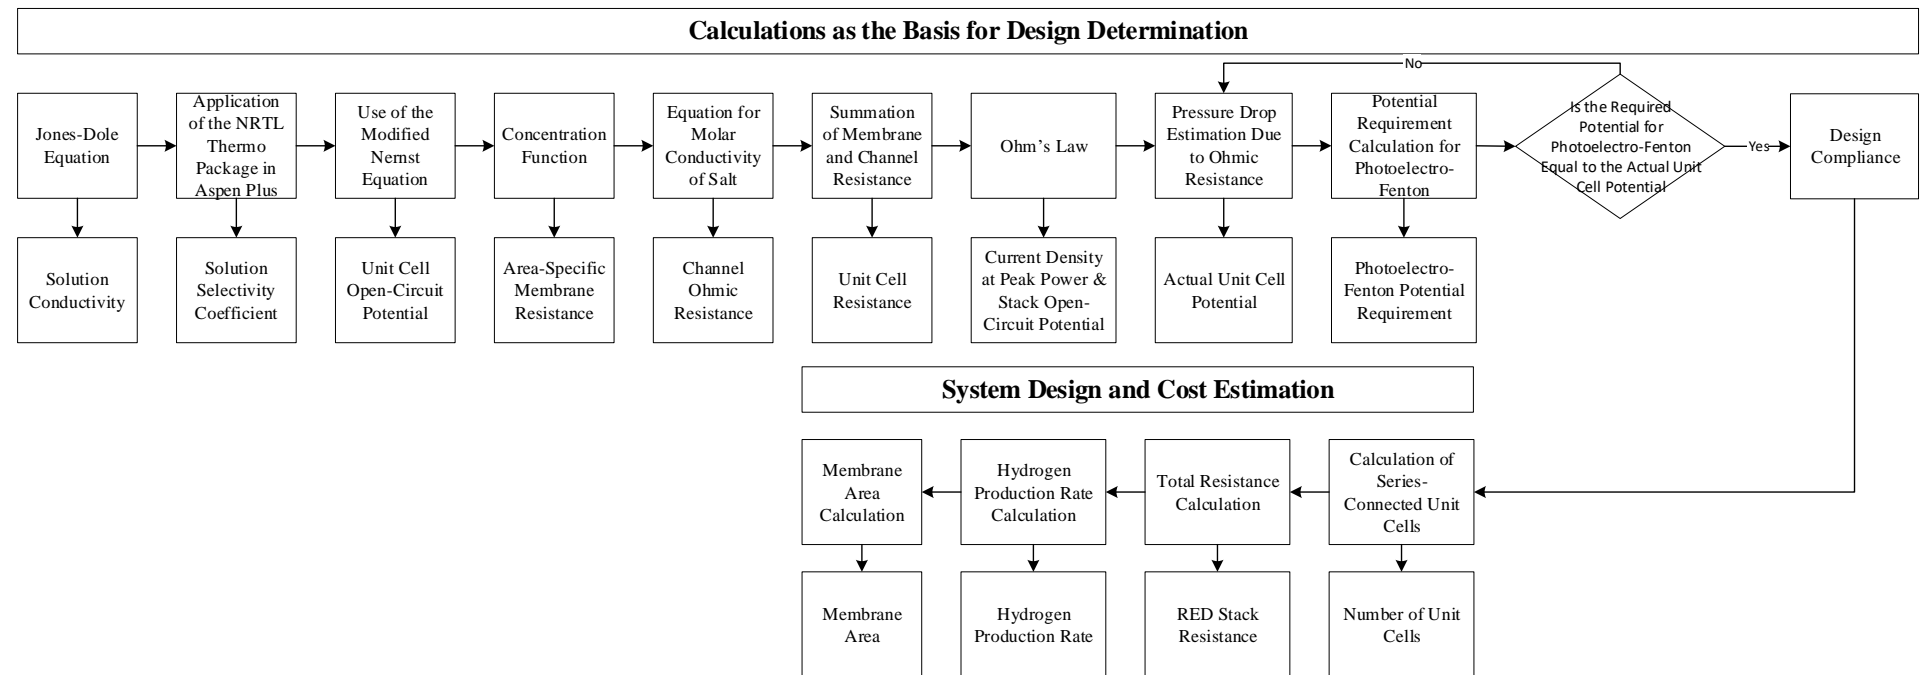 Calculations as the Basis for Design Determination
No
Jones-Dole
Equation
Application
of the NRTL
Thermo
Package in
Aspen Plus
Use of the
Modified
Nernst
Equation
Concentration
Function
Equation for
Molar
Conductivity
of Salt
Summation
of Membrane
and Channel
Resistance
Ohm's Law
Pressure Drop
Estimation Due
to Ohmic
Resistance
Potential
Requirement
Calculation for
Photoelectro-
Fenton
Is the Required
Potential for
Photoelectro-Fenton
Equal to the Actual Unit
Cell Potential
Yes
Design
Compliance
Solution
Conductivity
Solution
Selectivity
Coefficient
Unit Cell
Open-Circuit
Potential
Area-Specific
Membrane
Resistance
Channel
Ohmic
Resistance
Unit Cell
Resistance
Current Density
at Peak Power &
Stack Open-
Circuit Potential
Actual Unit Cell
Potential
Photoelectro-
Fenton Potential
Requirement
System Design and Cost Estimation
Membrane
Area
Calculation
Hydrogen
Production Rate
Calculation
Total Resistance
Calculation
Calculation of
Series-
Connected Unit
Cells
Membrane
Area
Hydrogen
Production Rate
RED Stack
Resistance
Number of Unit
Cells